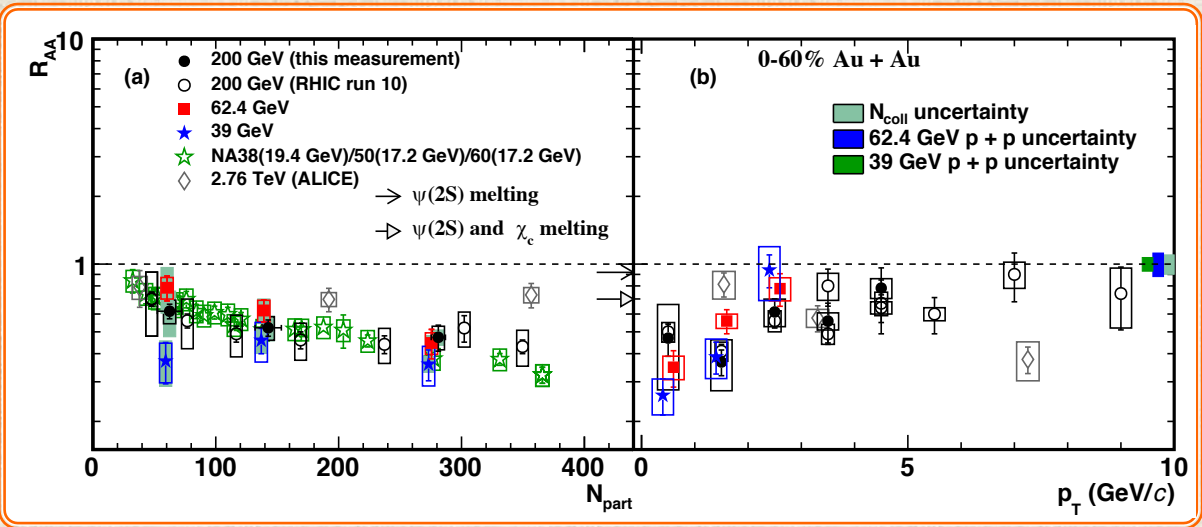 R_AA
10
1
(a)
200 GeV (this measurement)
200 GeV (RHIC run 10)
62.4 GeV
39 GeV
NA38(19.4 GeV)/50(17.2 GeV)/60(17.2 GeV)
2.76 TeV (ALICE)
ψ(2S) melting
ψ(2S) and χ_c melting
0 100 200 300 400
N_part
(b)
0-60% Au + Au
N_coll uncertainty
62.4 GeV p + p uncertainty
39 GeV p + p uncertainty
0 5 10
p_T (GeV/c)